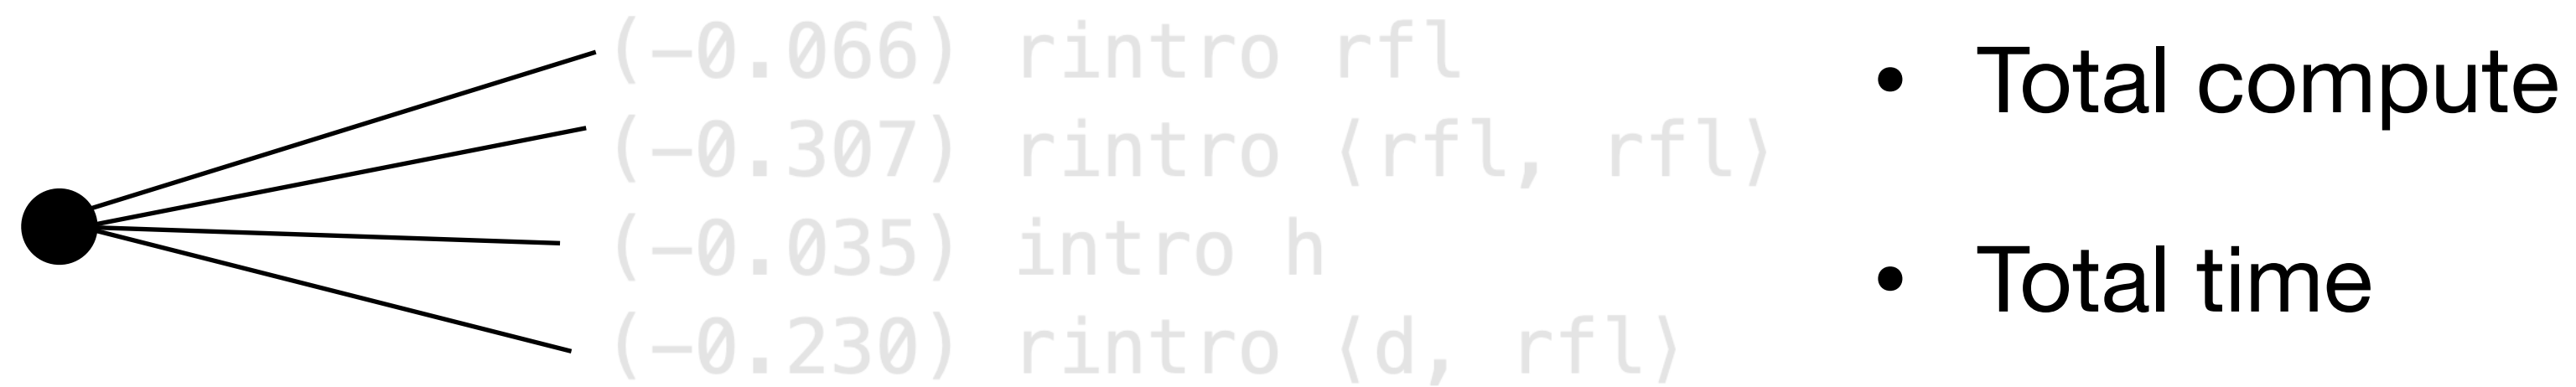 (-0.066) rintro rfl
(-0.307) rintro ⟨rfl, rfl⟩
(-0.035) intro h
(-0.230) rintro ⟨d, rfl⟩
• Total compute
• Total time